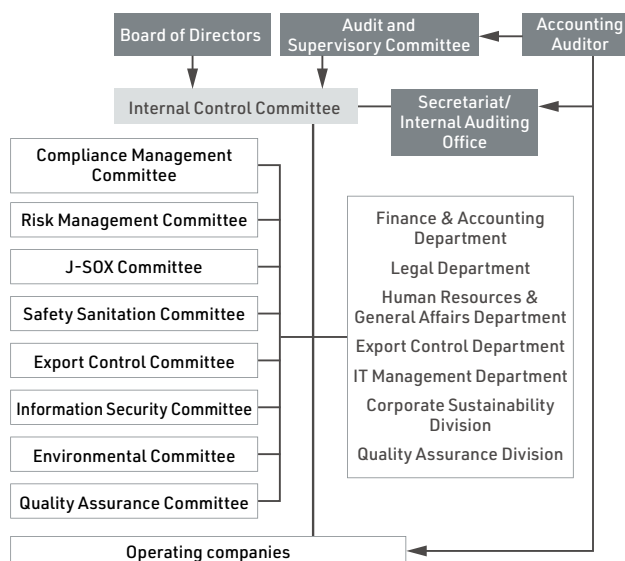 Board of Directors
Audit and
Supervisory Committee
Accounting
Auditor
Internal Control Committee
Secretariat/
Internal Auditing
Office
Compliance Management
Committee
Risk Management Committee
J-SOX Committee
Safety Sanitation Committee
Export Control Committee
Information Security Committee
Environmental Committee
Quality Assurance Committee
Finance & Accounting
Department
Legal Department
Human Resources &
General Affairs Department
Export Control Department
IT Management Department
Corporate Sustainability
Division
Quality Assurance Division
Operating companies